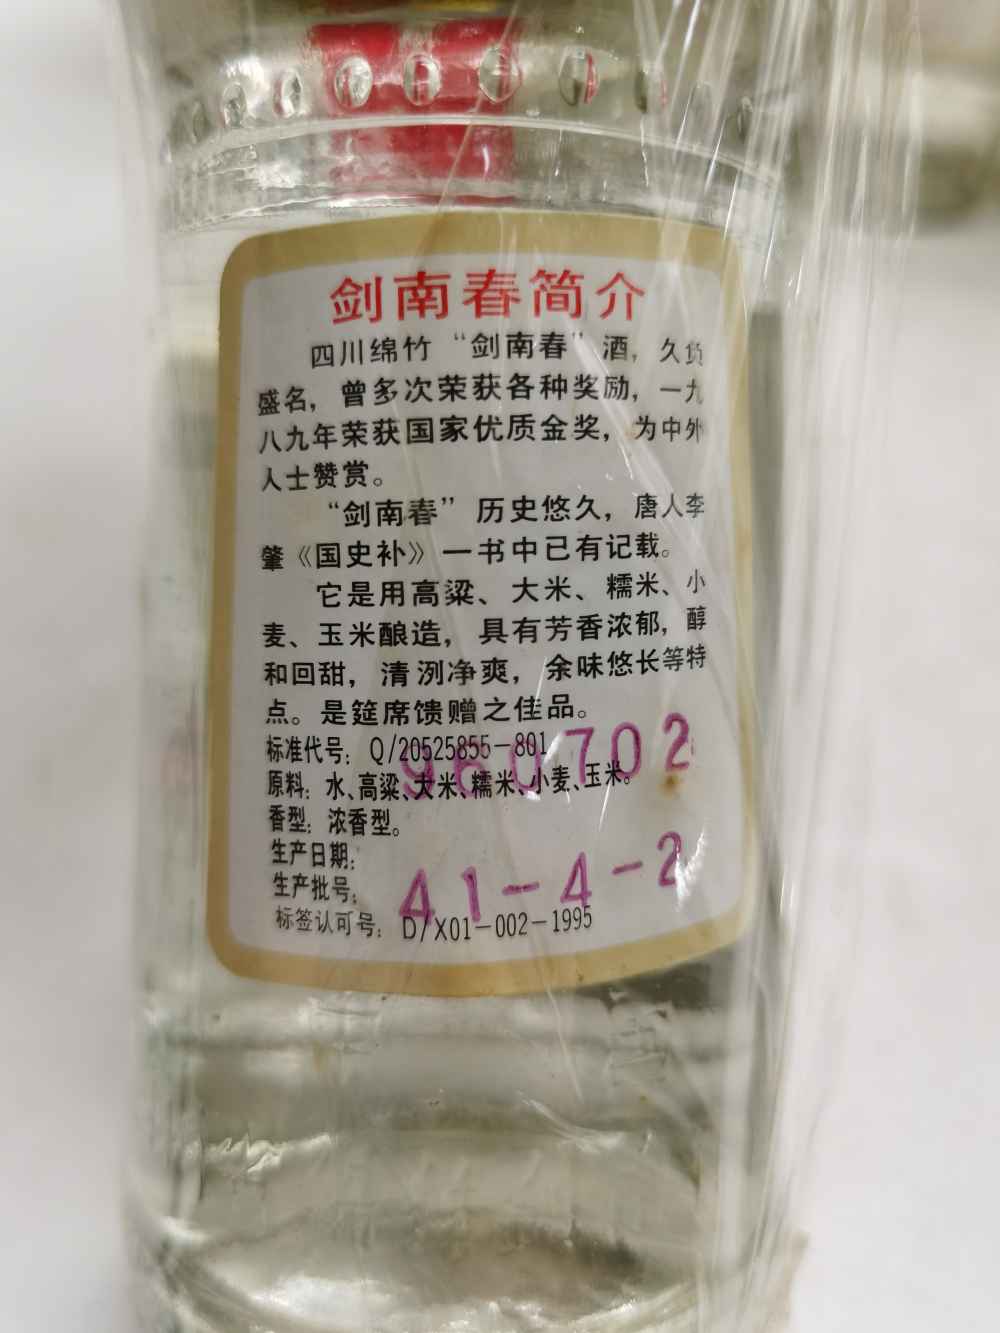 剑南春简介
四川绵竹“剑南春”酒，久负
盛名，曾多次荣获各种奖励，一九
八九年荣获国家优质金奖，为中外
人士赞赏。
“剑南春”历史悠久，唐人李
肇《国史补》一书中已有记载。
它是用高粱、大米、糯米、小
麦、玉米酿造，具有芳香浓郁，醇
和回甜，清洌净爽，余味悠长等特
点。是筵席馈赠之佳品。
标准代号：Q/20525855-801
960702
原料：水、高粱、大米、糯米、小麦、玉米。
香型：浓香型。
生产日期：
生产批号：
41-4-2
标签认可号：D/X01-002-1995